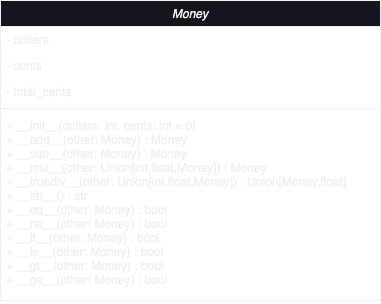 Money
- dollars
- cents
- total_cents
+ __init__(dollars: int, cents: int = 0)
+ __add__(other: Money) : Money
+ __sub__(other: Money) : Money
+ __mul__(other: Union[int,float,Money]) : Money
+ __truediv__(other: Union[int,float,Money]) : Union[Money,float]
+ __str__() : str
+ __eq__(other: Money) : bool
+ __ne__(other: Money) : bool
+ __lt__(other: Money) : bool
+ __le__(other: Money) : bool
+ __gt__(other: Money) : bool
+ __ge__(other: Money) : bool